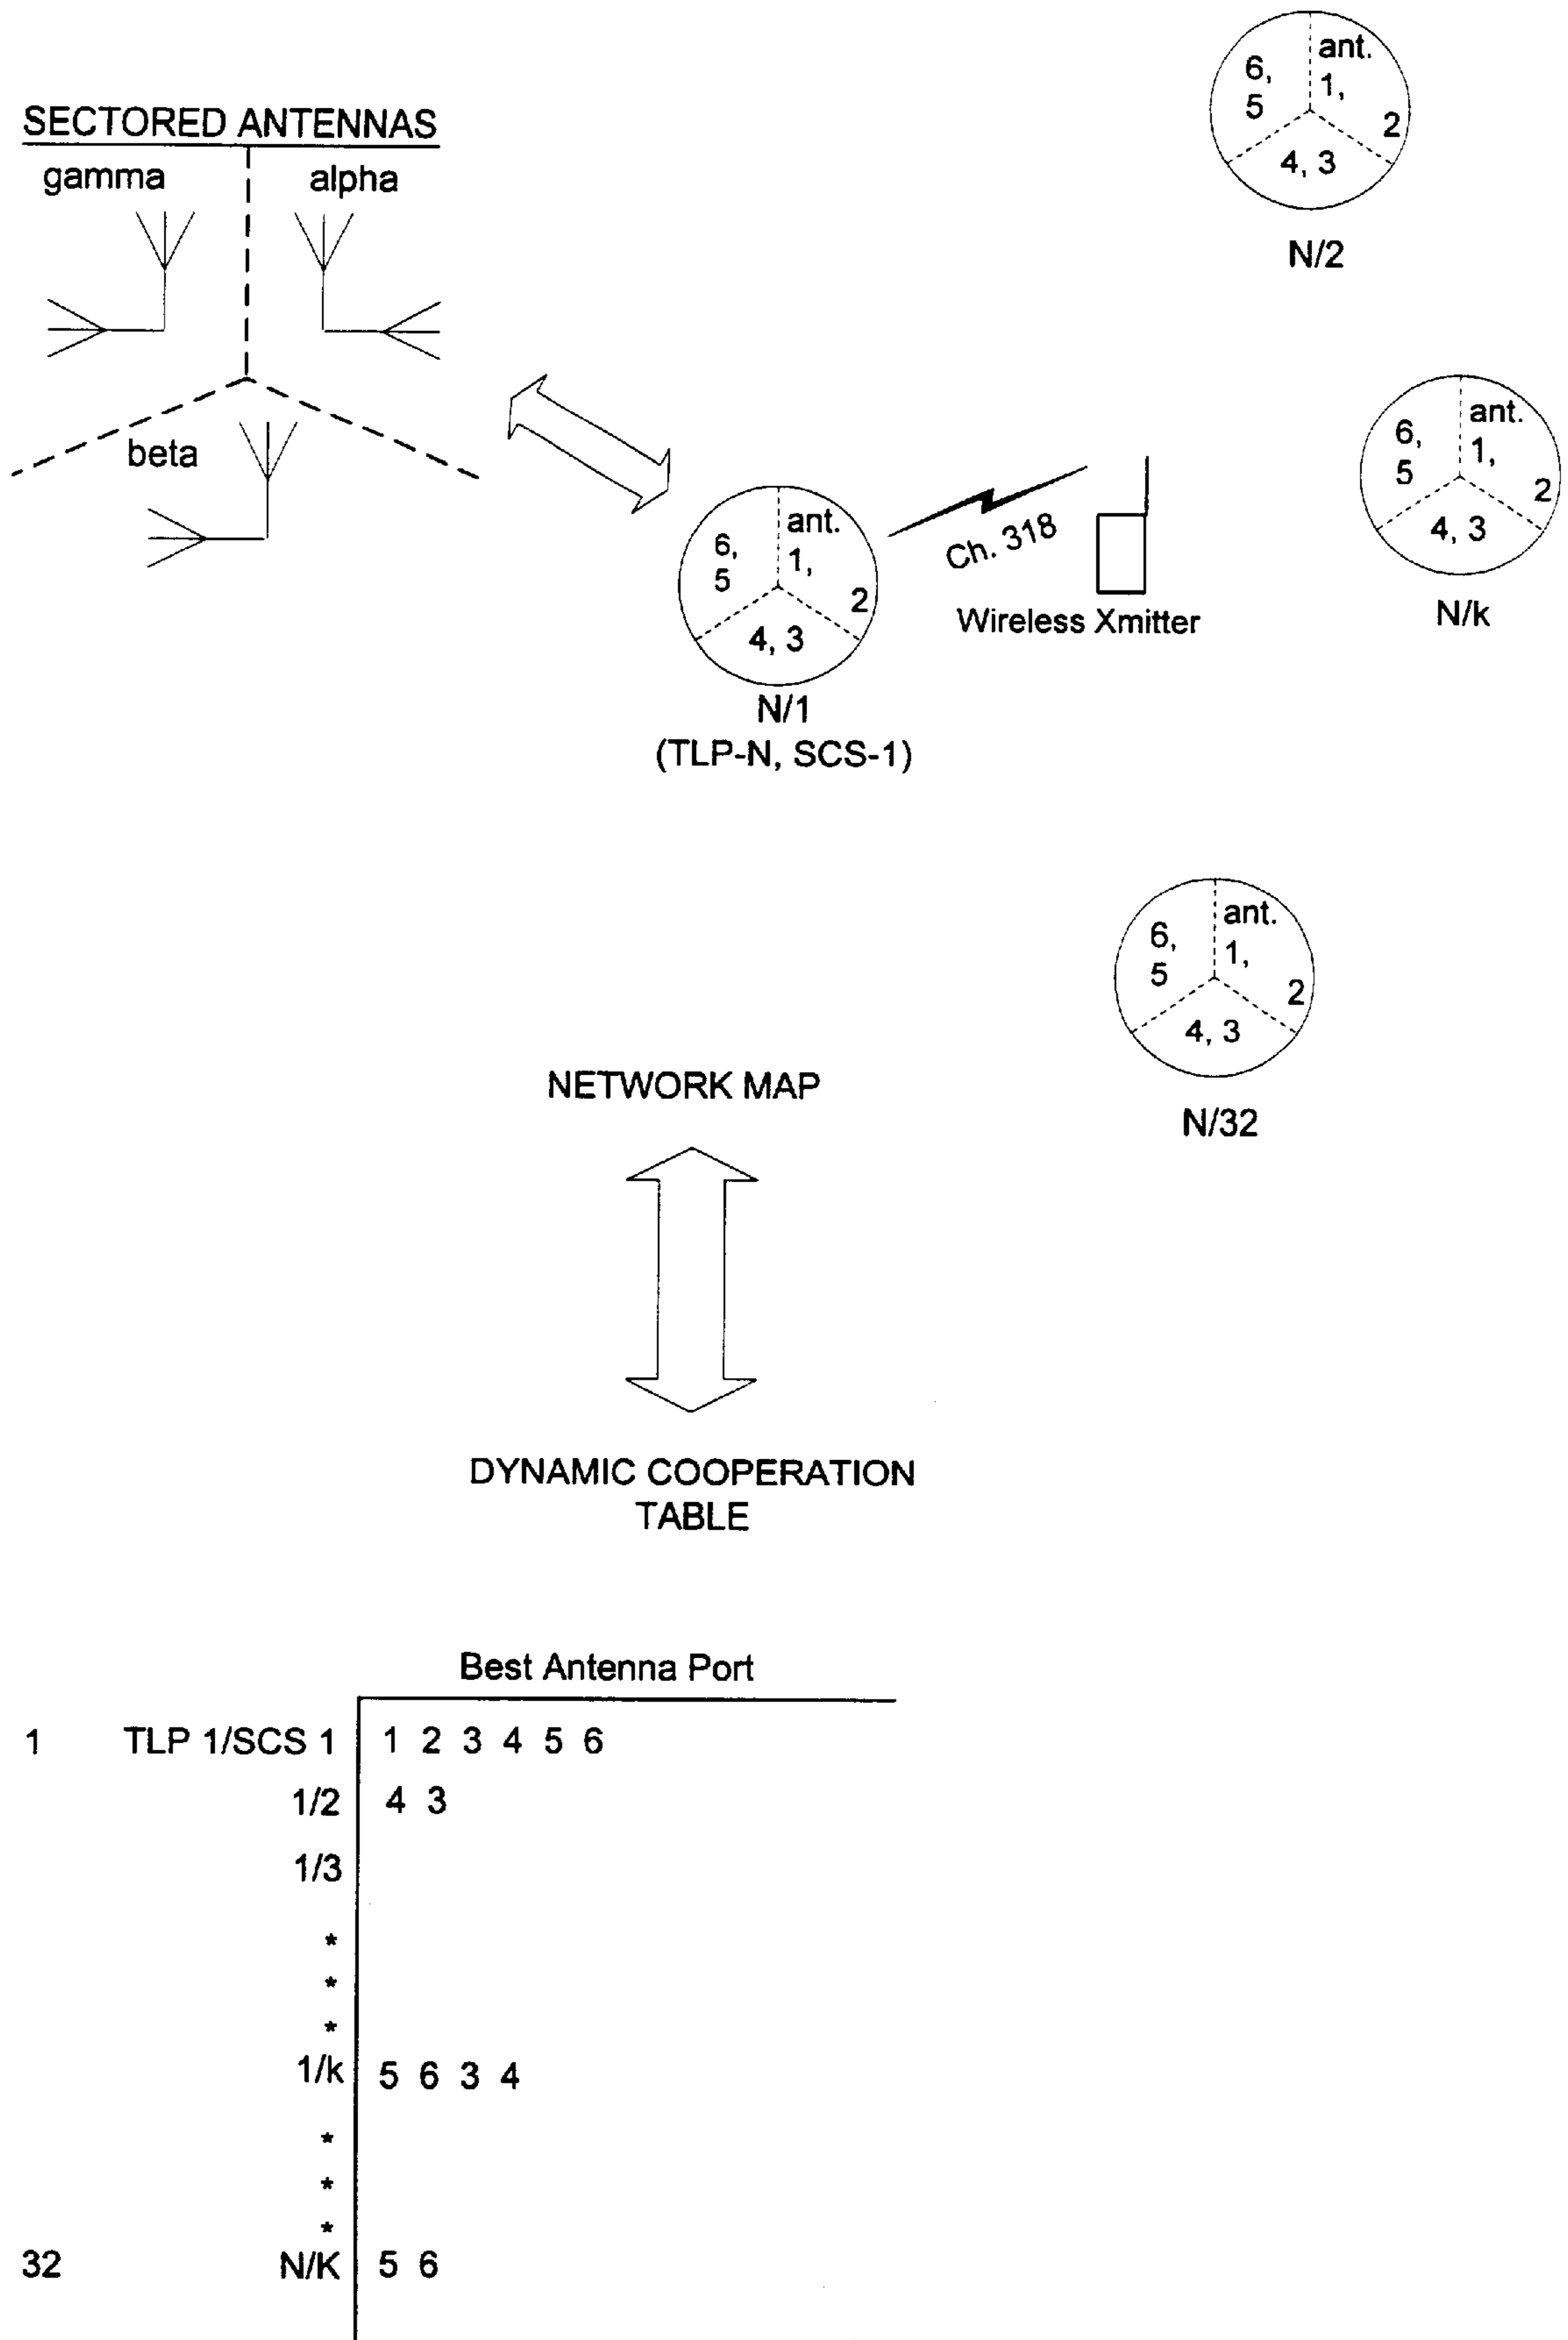 SECTORED ANTENNAS
gamma alpha
beta
ant.
6, 1,
5 2
4, 3
N/2
ant.
6, 1,
5 2
4, 3
N/k
ant.
6, 1,
5 2
4, 3
N/1
(TLP-N, SCS-1)
Ch. 318
Wireless Xmitter
ant.
6, 1,
5 2
4, 3
N/32
NETWORK MAP
DYNAMIC COOPERATION
TABLE
Best Antenna Port
1 TLP 1/SCS 1 1 2 3 4 5 6
1/2 4 3
1/3
*
*
*
1/k 5 6 3 4
*
*
*
32 N/K 5 6